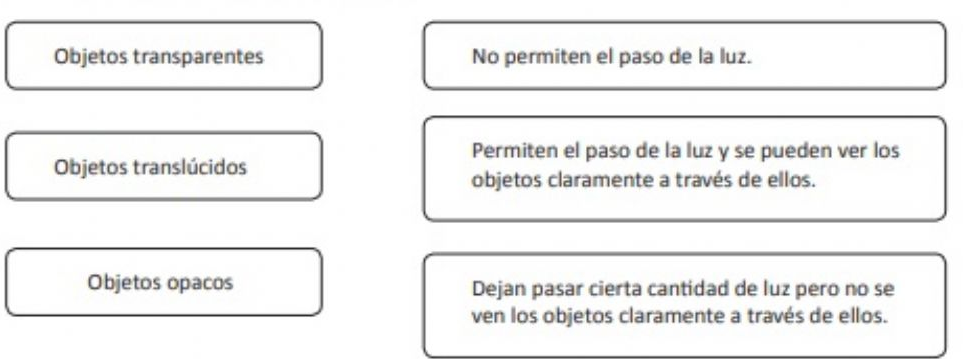 Objetos transparentes
No permiten el paso de la luz.
Objetos translúcidos
Permiten el paso de la luz y se pueden ver los
objetos claramente a través de ellos.
Objetos opacos
Dejan pasar cierta cantidad de luz pero no se
ven los objetos claramente a través de ellos.